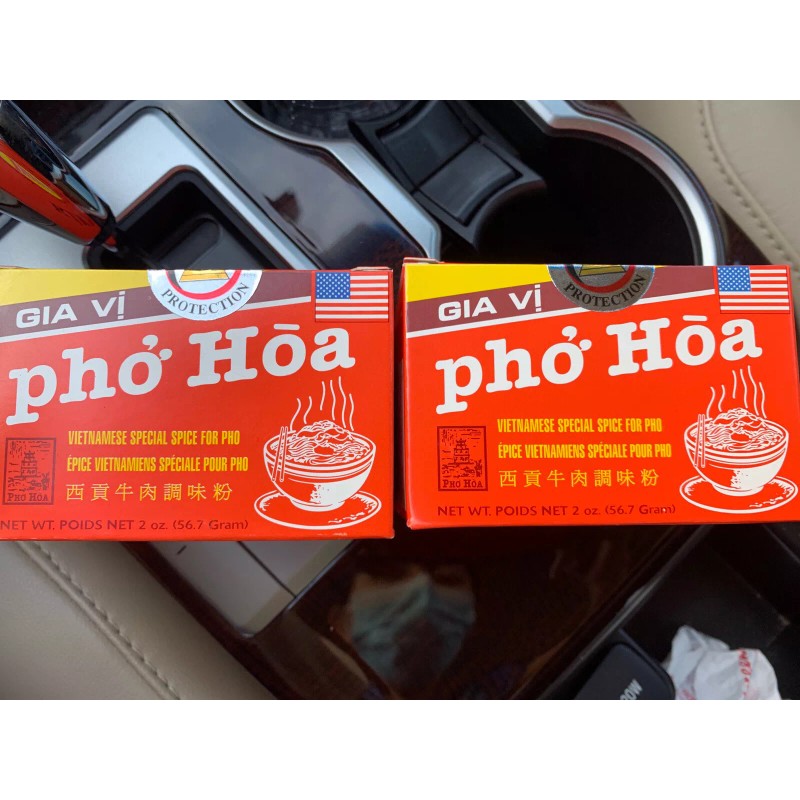 PROTECTION
GIA VỊ
phở Hòa
VIETNAMESE SPECIAL SPICE FOR PHO
ÉPICE VIETNAMIENS SPÉCIALE POUR PHO
西貢牛肉調味粉
PHO HOA
NET WT. POIDS NET 2 oz. (56.7 Gram)
PROTECTION
GIA VỊ
phở Hòa
VIETNAMESE SPECIAL SPICE FOR PHO
ÉPICE VIETNAMIENS SPÉCIALE POUR PHO
西貢牛肉調味粉
PHO HOA
NET WT. POIDS NET 2 oz. (56.7 Gram)